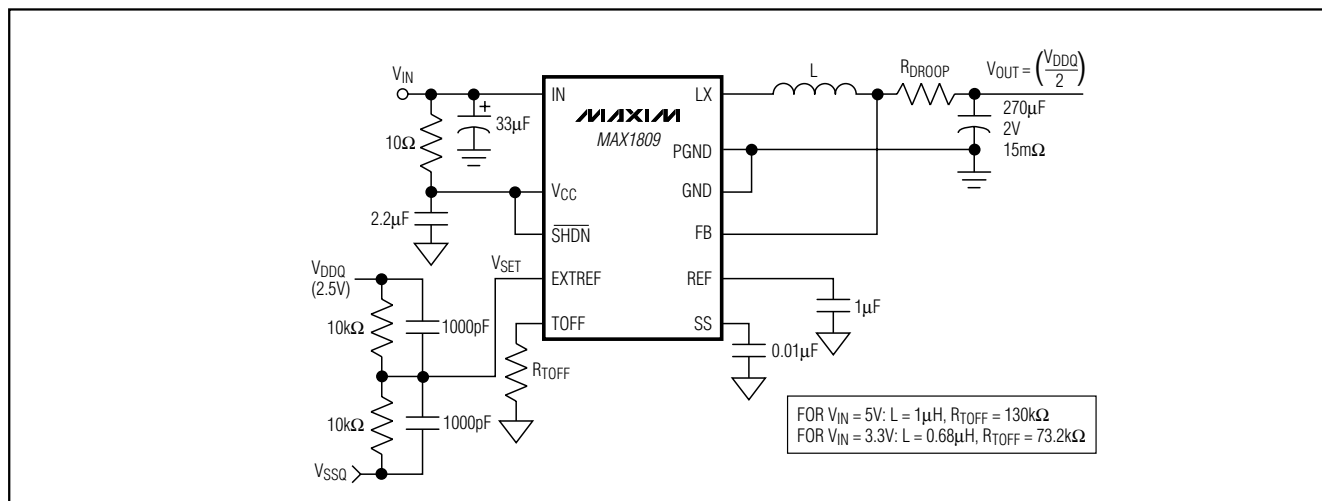 V_IN
10Ω
+
33µF
2.2µF
V_DDQ
(2.5V)
10kΩ
1000pF
10kΩ
1000pF
V_SSQ
V_SET
R_TOFF
IN
V_CC
SHDN
EXTREF
TOFF
MAXIM
MAX1809
LX
PGND
GND
FB
REF
SS
L
R_DROOP
V_OUT = (V_DDQ/2)
270µF
2V
15mΩ
1µF
0.01µF
FOR V_IN = 5V: L = 1µH, R_TOFF = 130kΩ
FOR V_IN = 3.3V: L = 0.68µH, R_TOFF = 73.2kΩ